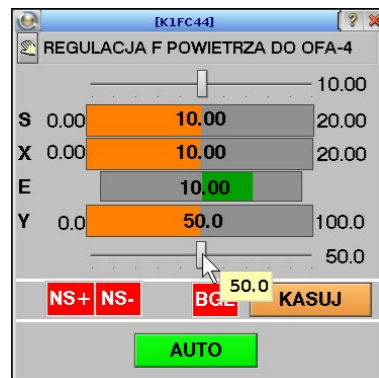 [K1FC44] ?
REGULACJA F POWIETRZA DO OFA-4
10.00
S 0.00 10.00 20.00
X 0.00 10.00 20.00
E 10.00
Y 0.0 50.0 100.0
50.0
50.0
NS+ NS- BGL KASUJ
AUTO